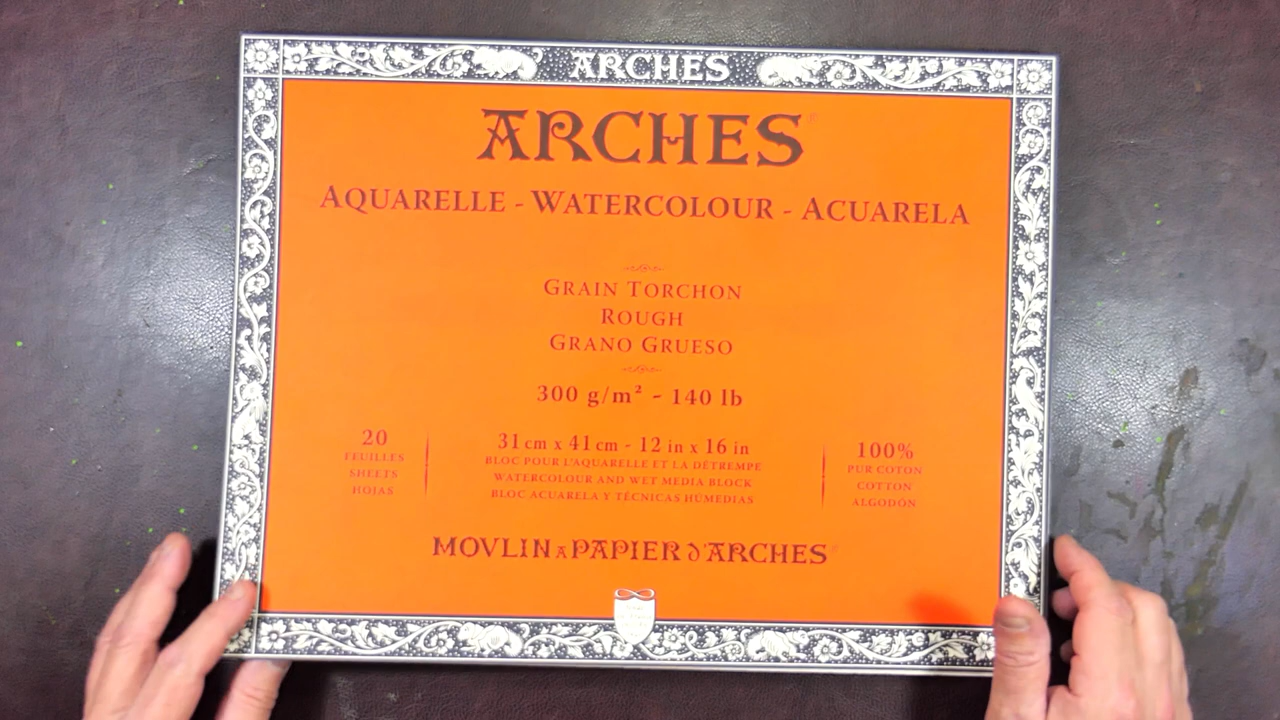 ARCHES
ARCHES
AQUARELLE - WATERCOLOUR - ACUARELA
GRAIN TORCHON
ROUGH
GRANO GRUESO
300 g/m² - 140 lb
20
FEUILLES
SHEETS
HOJAS
31 cm x 41 cm - 12 in x 16 in
BLOC POUR L'AQUARELLE ET LA DÉTREMPE
WATERCOLOUR AND WET MEDIA BLOCK
BLOC ACUARELA Y TÉCNICAS HÚMEDIAS
100%
PUR COTON
COTTON
ALGODÓN
MOVLIN A PAPIER D'ARCHES